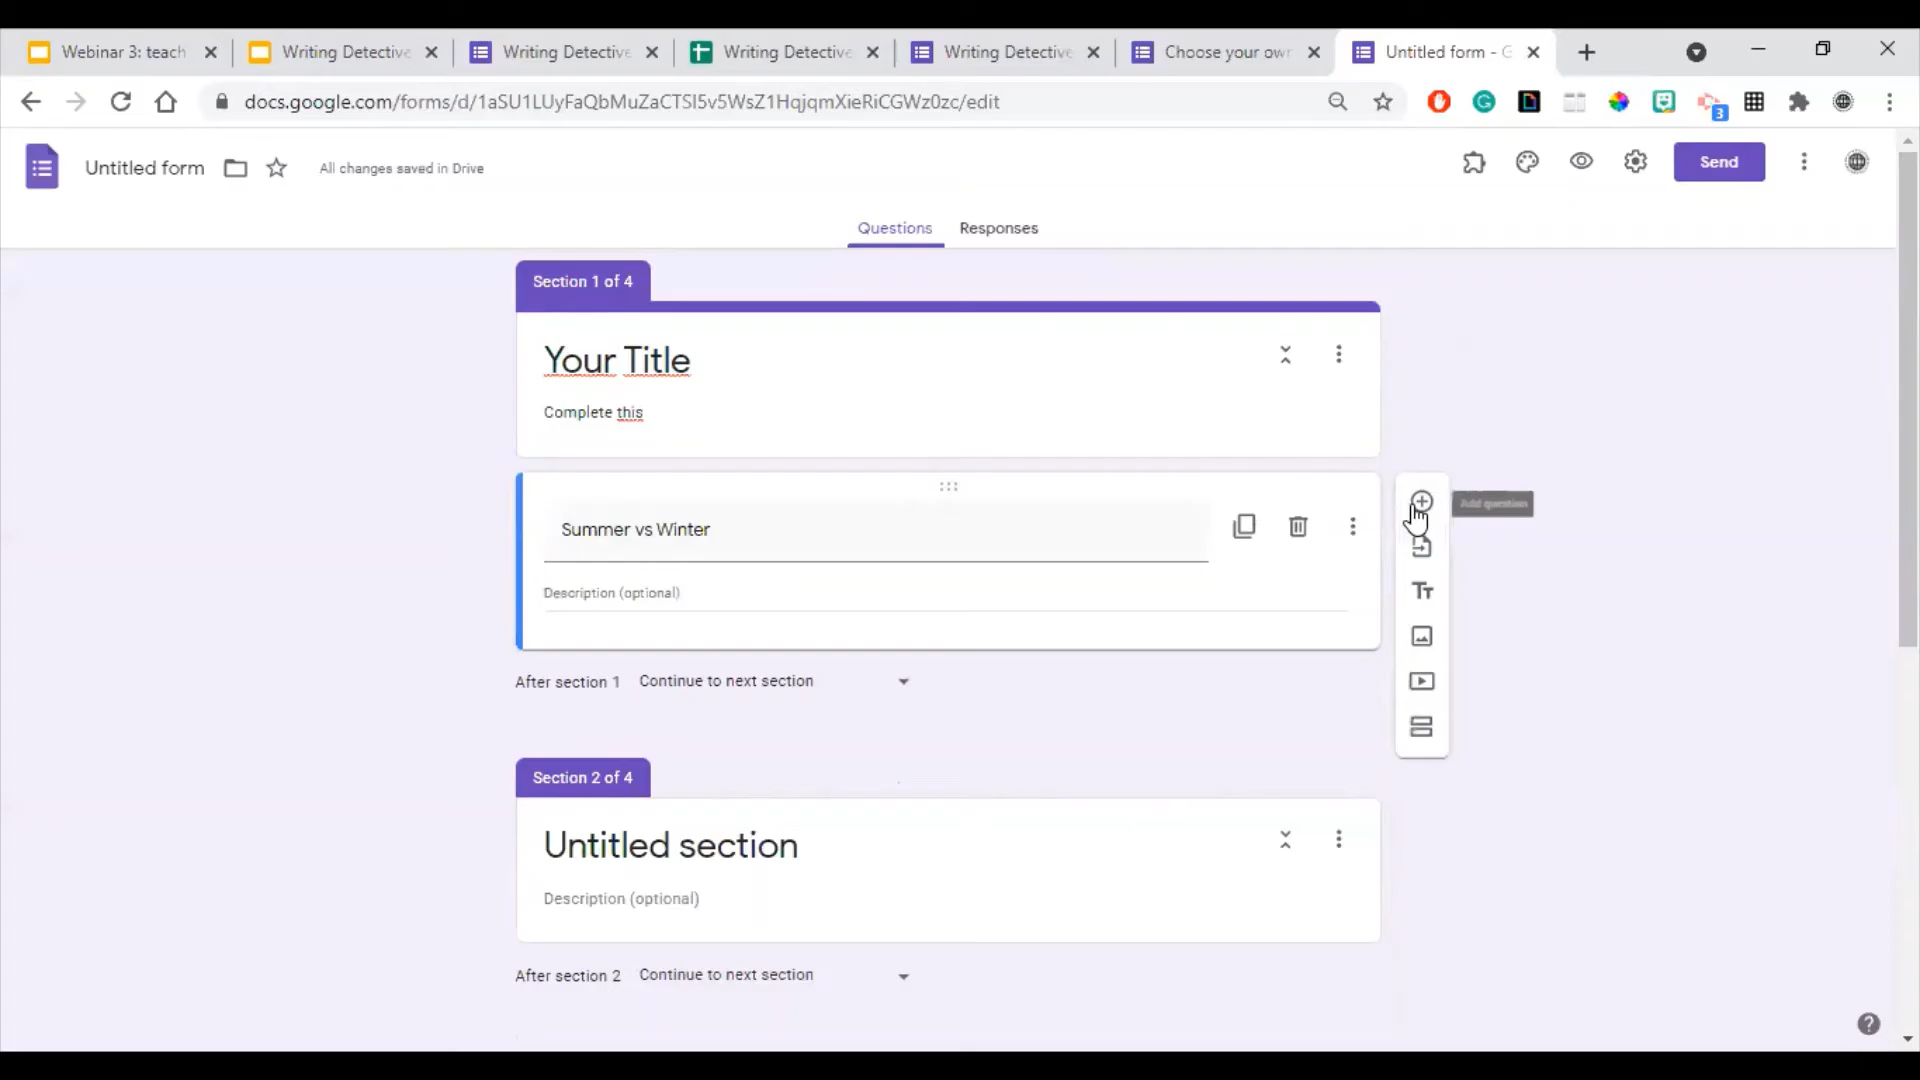 Webinar 3: teach
Writing Detective
Writing Detective
Writing Detective
Writing Detective
Choose your own
Untitled form - G
docs.google.com/forms/d/1aSU1LUyFaQbMuZaCTSI5v5WsZ1HqjqmXieRiCGWz0zc/edit
3
Untitled form
All changes saved in Drive
Send
Questions
Responses
Section 1 of 4
Your Title
Complete this
Summer vs Winter
Add question
Description (optional)
After section 1 Continue to next section
Section 2 of 4
Untitled section
Description (optional)
After section 2 Continue to next section